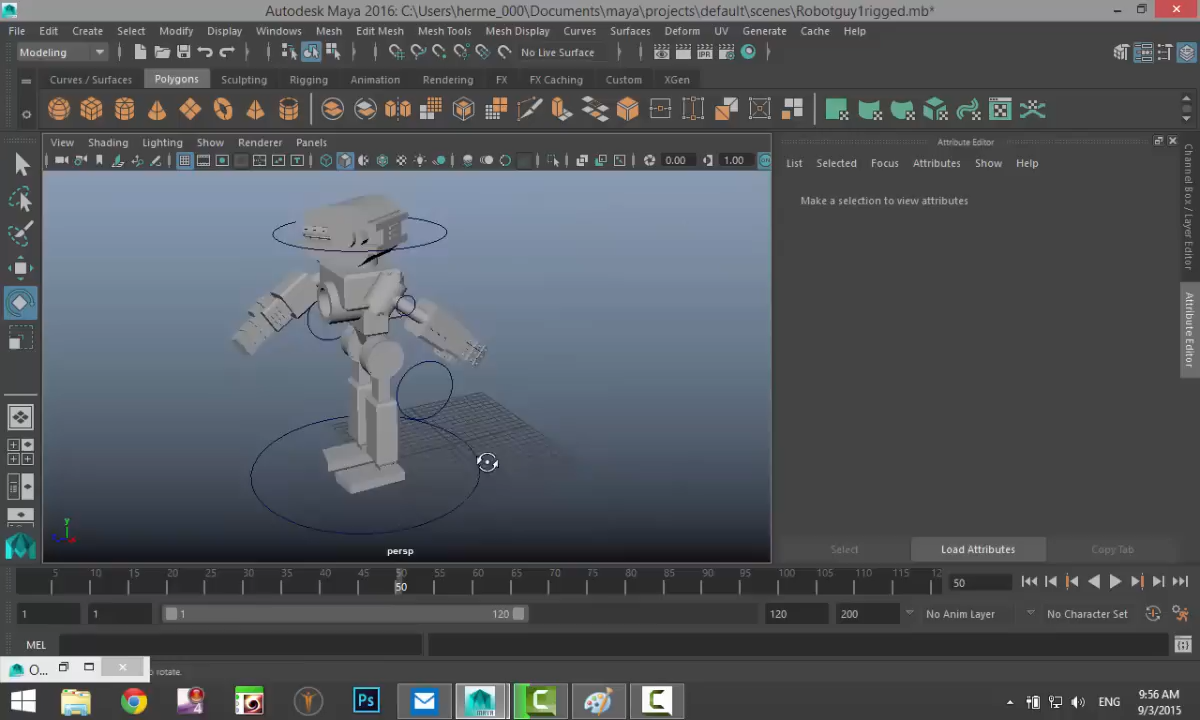 Autodesk Maya 2016: C:\Users\herme_000\Documents\maya\projects\default\scenes\Robotguy1rigged.mb*
File Edit Create Select Modify Display Windows Mesh Edit Mesh Mesh Tools Mesh Display Curves Surfaces Deform UV Generate Cache Help
Modeling No Live Surface
Curves / Surfaces Polygons Sculpting Rigging Animation Rendering FX FX Caching Custom XGen
View Shading Lighting Show Renderer Panels
0.00 1.00
Attribute Editor
List Selected Focus Attributes Show Help
Make a selection to view attributes
Channel Box / Layer Editor
Attribute Editor
y
persp
Select Load Attributes Copy Tab
5 10 15 20 25 30 35 40 45 50 55 60 65 70 75 80 85 90 95 100 105 110 115 12
50 50
1 1 1 120 120 200 No Anim Layer No Character Set
MEL
O... o rotate.
Ps MAYA 4 C C
ENG 9:56 AM
9/3/2015